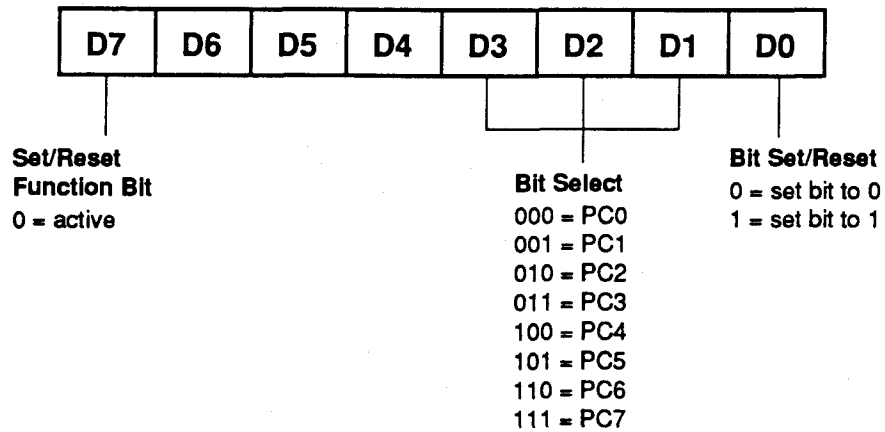 D7 D6 D5 D4 D3 D2 D1 D0
Set/Reset
Function Bit
0 = active
Bit Select
000 = PC0
001 = PC1
010 = PC2
011 = PC3
100 = PC4
101 = PC5
110 = PC6
111 = PC7
Bit Set/Reset
0 = set bit to 0
1 = set bit to 1